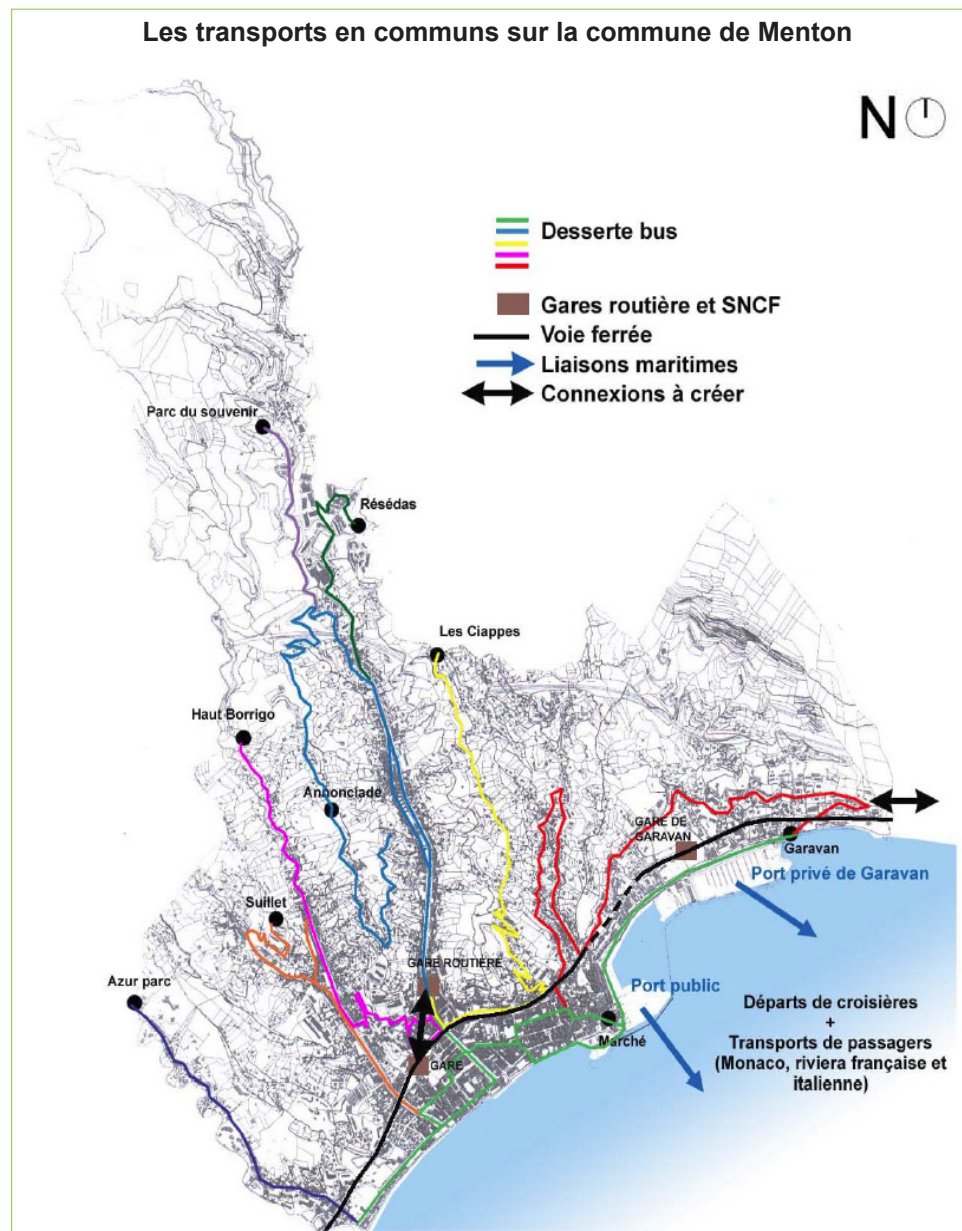 Les transports en communs sur la commune de Menton
N
Desserte bus
Gares routière et SNCF
Voie ferrée
Liaisons maritimes
Connexions à créer
Parc du souvenir
Résédas
Les Ciappes
Haut Borrigo
Annonciade
GARE DE
GARAVAN
Garavan
Port privé de Garavan
Suillet
GARE ROUTIERE
Azur parc
Port public
Départs de croisières
+
Transports de passagers
(Monaco, riviera française et
italienne)
Marché
GARE